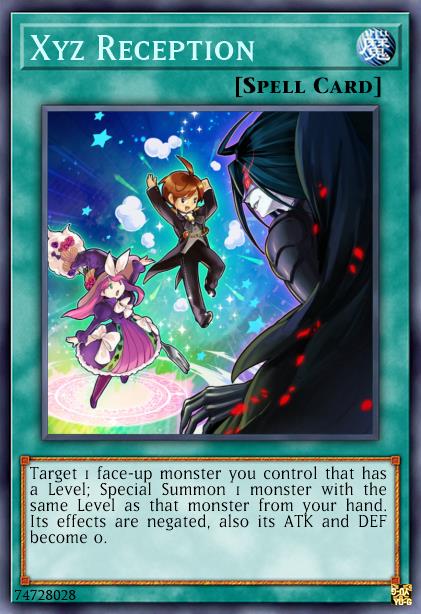 Xyz Reception
魔
[Spell Card]
Target 1 face-up monster you control that has
a Level; Special Summon 1 monster with the
same Level as that monster from your hand.
Its effects are negated, also its ATK and DEF
become 0.
74728028